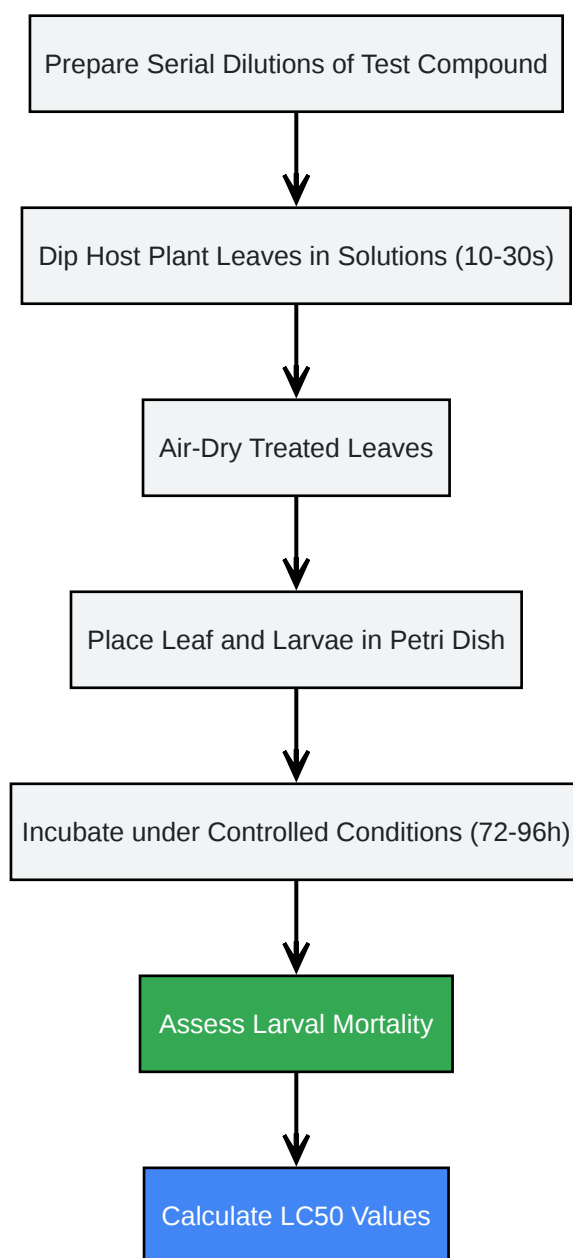 Prepare Serial Dilutions of Test Compound
Dip Host Plant Leaves in Solutions (10-30s)
Air-Dry Treated Leaves
Place Leaf and Larvae in Petri Dish
Incubate under Controlled Conditions (72-96h)
Assess Larval Mortality
Calculate LC50 Values